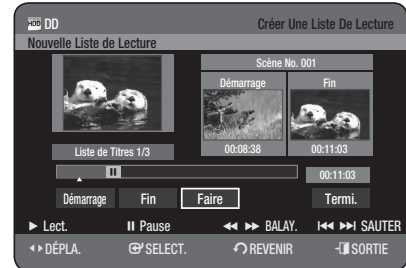 HDD DD Créer Une Liste De Lecture
Nouvelle Liste de Lecture
Scène No. 001
Démarrage Fin
Liste de Titres 1/3 00:08:38 00:11:03
00:11:03
Démarrage Fin Faire Termi.
► Lect. II Pause ◄◄ ►► BALAY. I◄◄ ►►I SAUTER
◄► DÉPLA. SELECT. REVENIR SORTIE